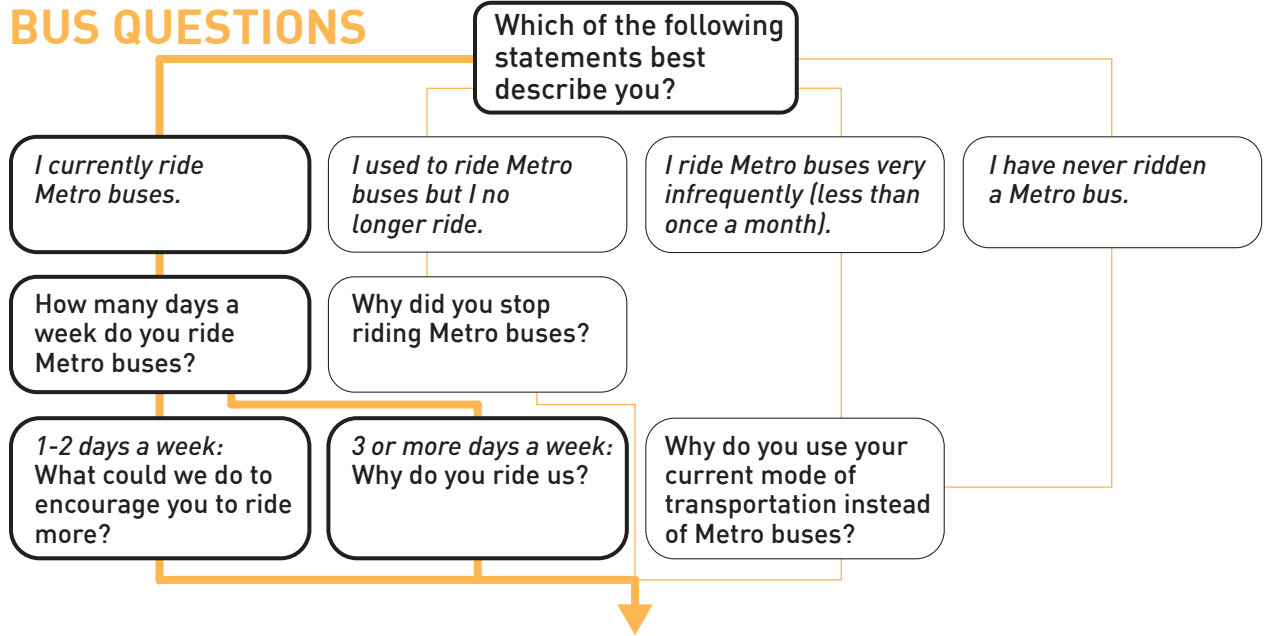 BUS QUESTIONS
Which of the following
statements best
describe you?
I currently ride
Metro buses.
I used to ride Metro
buses but I no
longer ride.
I ride Metro buses very
infrequently (less than
once a month).
I have never ridden
a Metro bus.
How many days a
week do you ride
Metro buses?
Why did you stop
riding Metro buses?
1-2 days a week:
What could we do to
encourage you to ride
more?
3 or more days a week:
Why do you ride us?
Why do you use your
current mode of
transportation instead
of Metro buses?